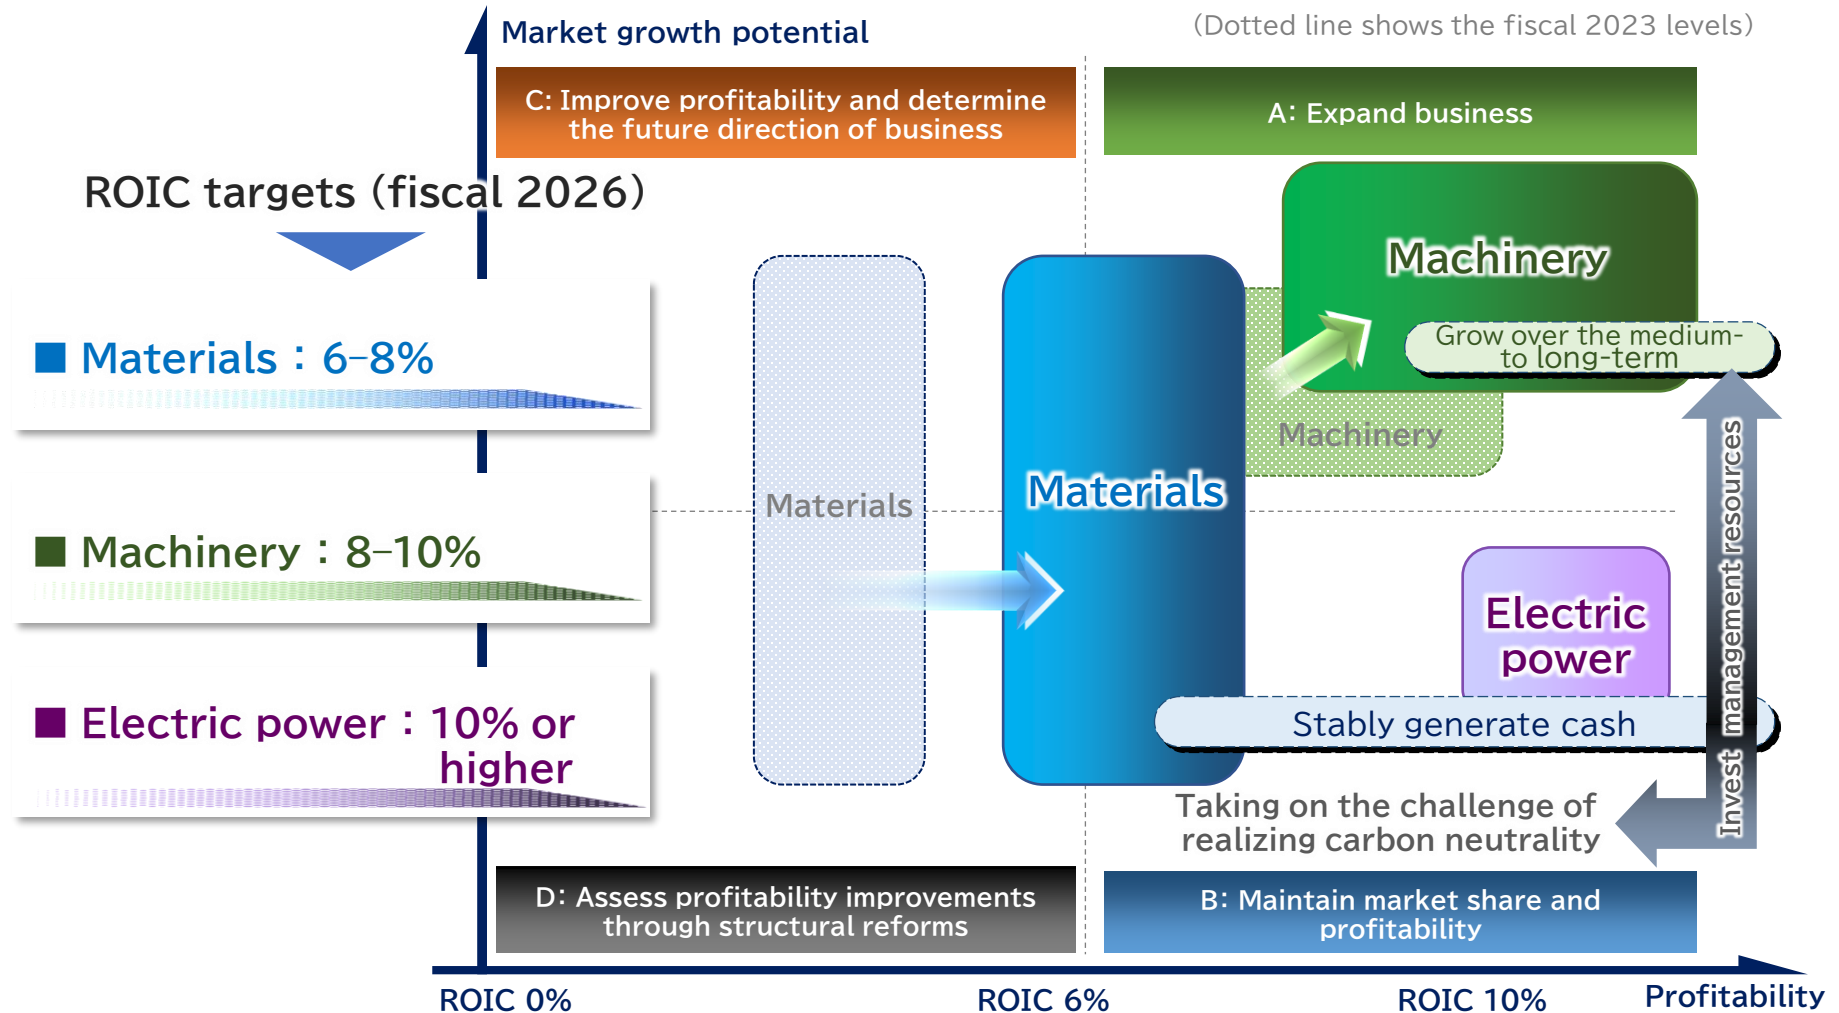 Market growth potential
(Dotted line shows the fiscal 2023 levels)
C: Improve profitability and determine
the future direction of business
A: Expand business
ROIC targets (fiscal 2026)
■ Materials : 6–8%
■ Machinery : 8–10%
■ Electric power : 10% or
higher
Materials
Materials
Machinery
Grow over the medium-
to long-term
Machinery
Electric
power
Stably generate cash
Invest management resources
Taking on the challenge of
realizing carbon neutrality
D: Assess profitability improvements
through structural reforms
B: Maintain market share and
profitability
ROIC 0%
ROIC 6%
ROIC 10%
Profitability